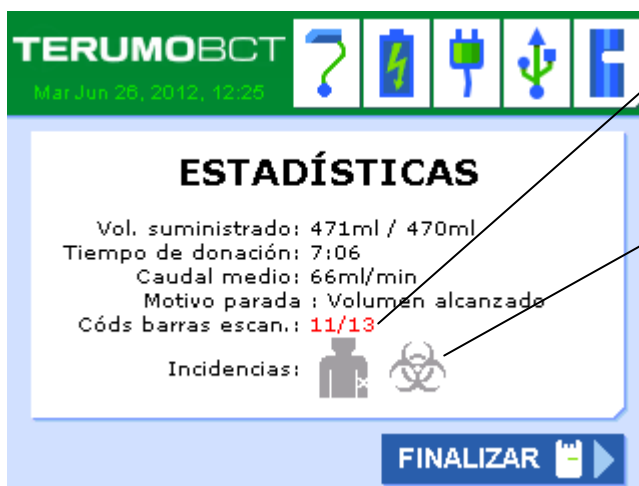 TERUMOBCT
Mar Jun 26, 2012, 12:25
ESTADÍSTICAS
Vol. suministrado: 471ml / 470ml
Tiempo de donación: 7:06
Caudal medio: 66ml/min
Motivo parada : Volumen alcanzado
Códs barras escan.: 11/13
Incidencias:
FINALIZAR